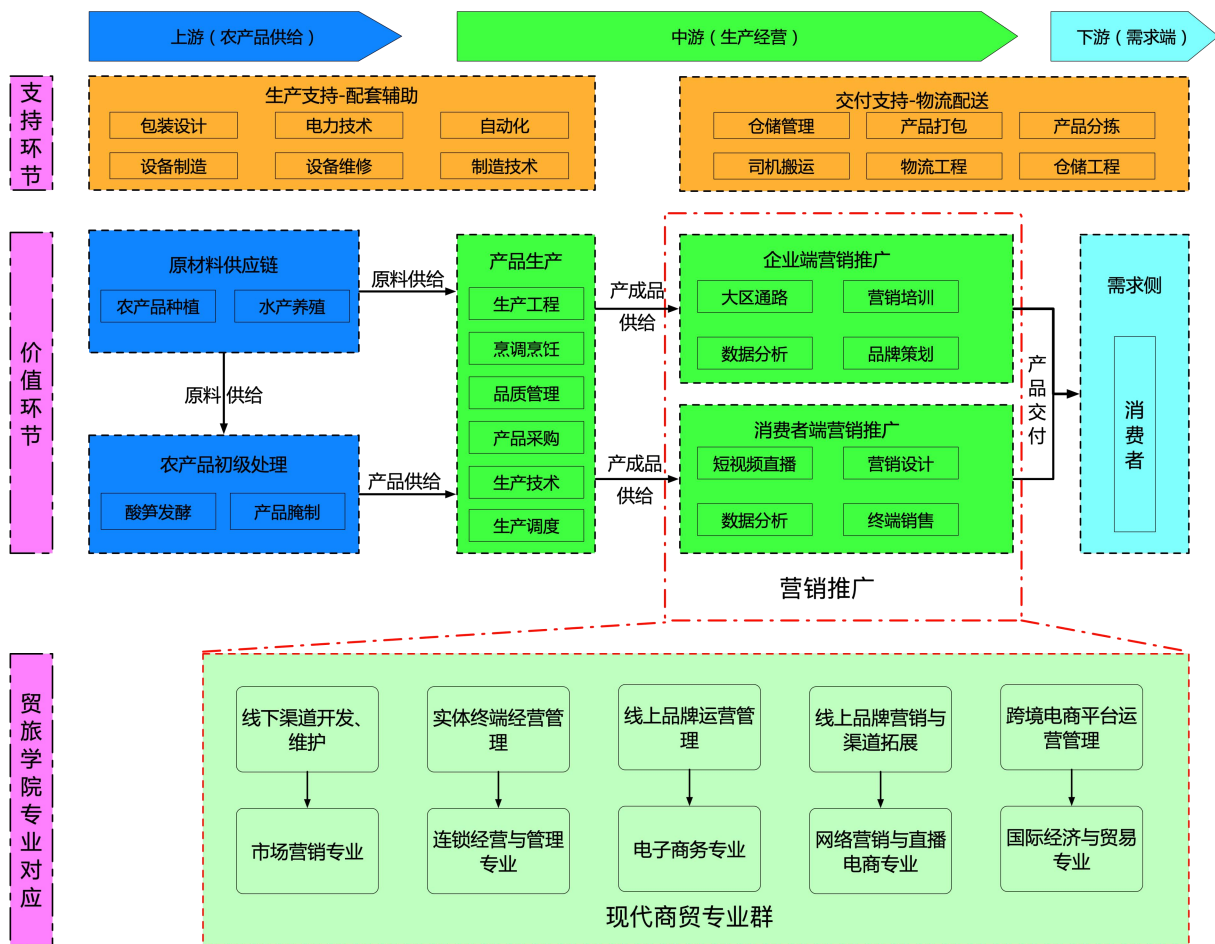 上游（农产品供给）
中游（生产经营）
下游（需求端）
支持环节
生产支持-配套辅助
包装设计
电力技术
自动化
设备制造
设备维修
制造技术
交付支持-物流配送
仓储管理
产品打包
产品分拣
司机搬运
物流工程
仓储工程
价值环节
原材料供应链
农产品种植
水产养殖
原料供给
原料 供给
农产品初级处理
酸笋发酵
产品腌制
产品供给
产品生产
生产工程
烹调烹饪
品质管理
产品采购
生产技术
生产调度
产成品
供给
产成品
供给
企业端营销推广
大区通路
营销培训
数据分析
品牌策划
消费者端营销推广
短视频直播
营销设计
数据分析
终端销售
营销推广
产品交付
需求侧
消费者
贸旅学院专业对应
线下渠道开发、
维护
实体终端经营管
理
线上品牌运营管
理
线上品牌营销与
渠道拓展
跨境电商平台运
营管理
市场营销专业
连锁经营与管理
专业
电子商务专业
网络营销与直播
电商专业
国际经济与贸易
专业
现代商贸专业群